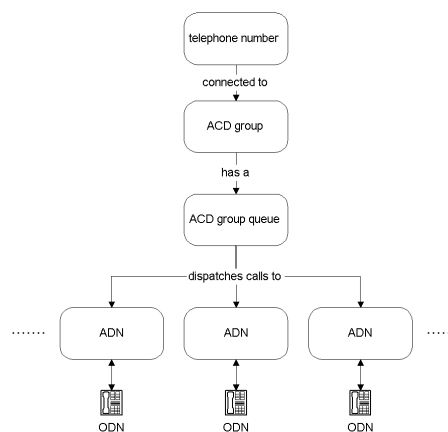 telephone number
connected to
ACD group
has a
ACD group queue
dispatches calls to
....... ADN ADN ADN ....
ODN ODN ODN